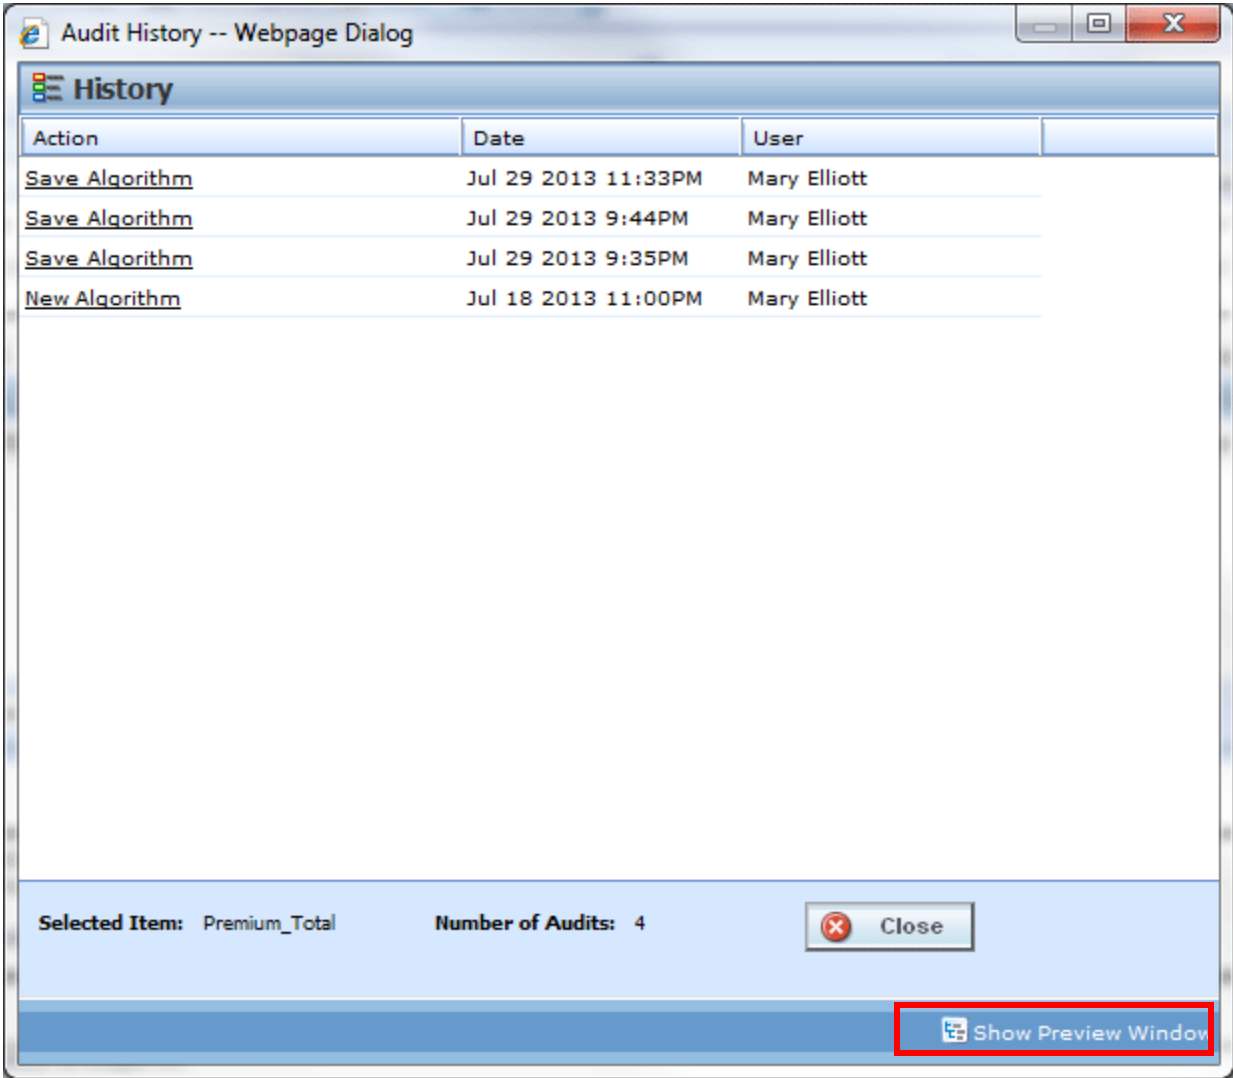 Audit History -- Webpage Dialog
History
Action Date User
Save Algorithm Jul 29 2013 11:33PM Mary Elliott
Save Algorithm Jul 29 2013 9:44PM Mary Elliott
Save Algorithm Jul 29 2013 9:35PM Mary Elliott
New Algorithm Jul 18 2013 11:00PM Mary Elliott
Selected Item: Premium_Total Number of Audits: 4 Close
Show Preview Window